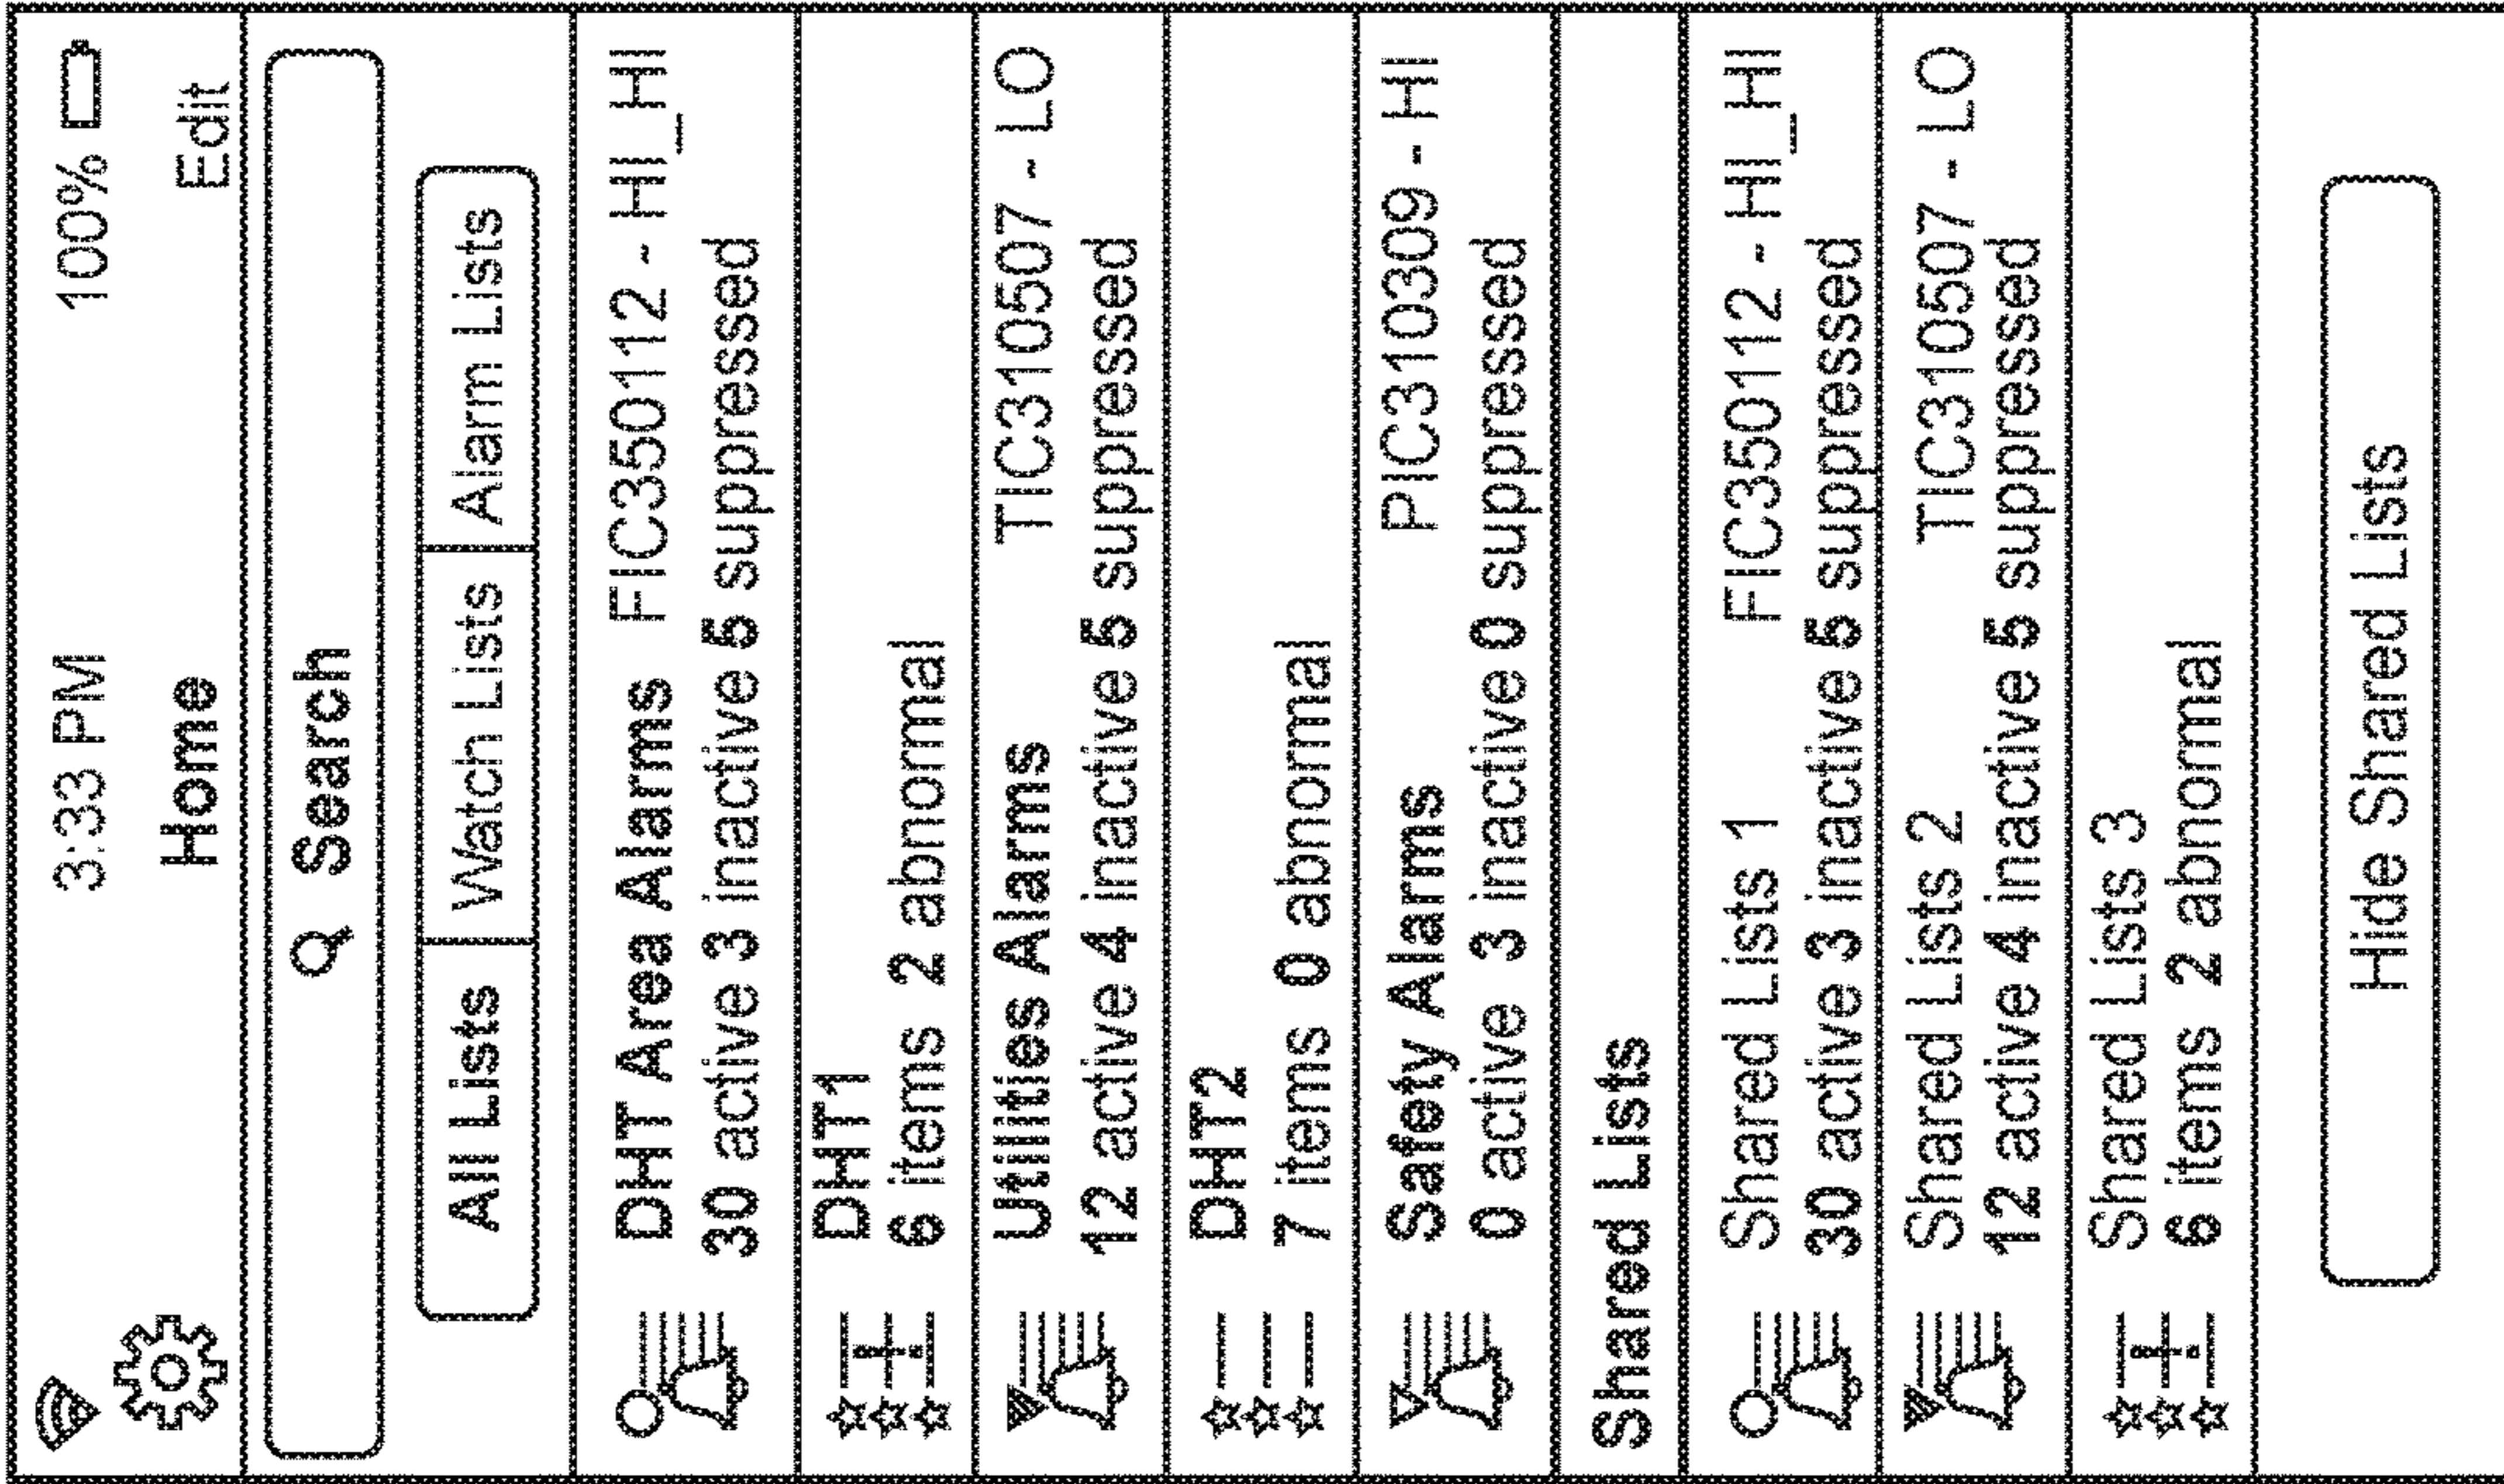 3:33 PM 100%
Home Edit
Search
All Lists Watch Lists Alarm Lists
DHT Area Alarms FIC350112 - HI_HI
30 active 3 inactive 5 suppressed
DHT1
6 items 2 abnormal
Utilities Alarms TIC310507 - LO
12 active 4 inactive 5 suppressed
DHT2
7 items 0 abnormal
Safety Alarms PIC310309 - HI
0 active 3 inactive 0 suppressed
Shared Lists
Shared Lists 1 FIC350112 - HI_HI
30 active 3 inactive 5 suppressed
Shared Lists 2 TIC310507 - LO
12 active 4 inactive 5 suppressed
Shared Lists 3
6 items 2 abnormal
Hide Shared Lists